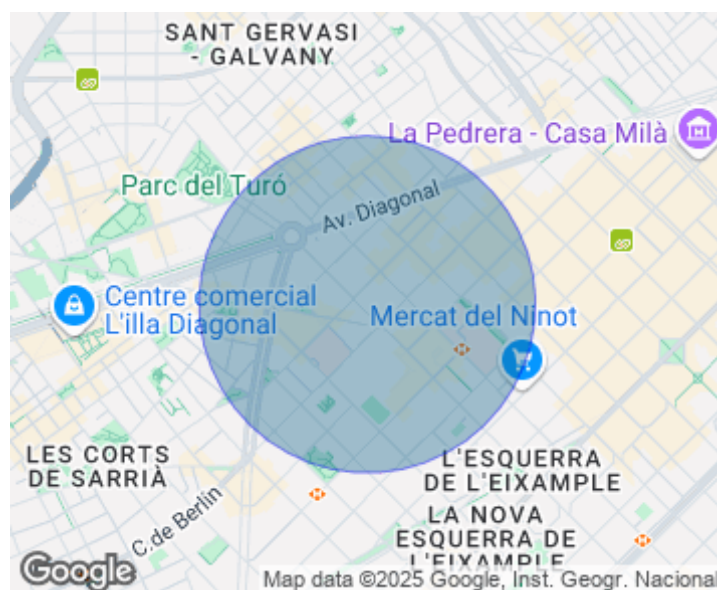 SANT GERVASI
- GALVANY
La Pedrera - Casa Milà
Parc del Turó
Av. Diagonal
Centre comercial
L'illa Diagonal
Mercat del Ninot
LES CORTS
DE SARRIÀ
L'ESQUERRA
DE L'EIXAMPLE
C.de Berlín
LA NOVA
ESQUERRA DE
L'EIXAMPLE
Google
Map data ©2025 Google, Inst. Geogr. Nacional